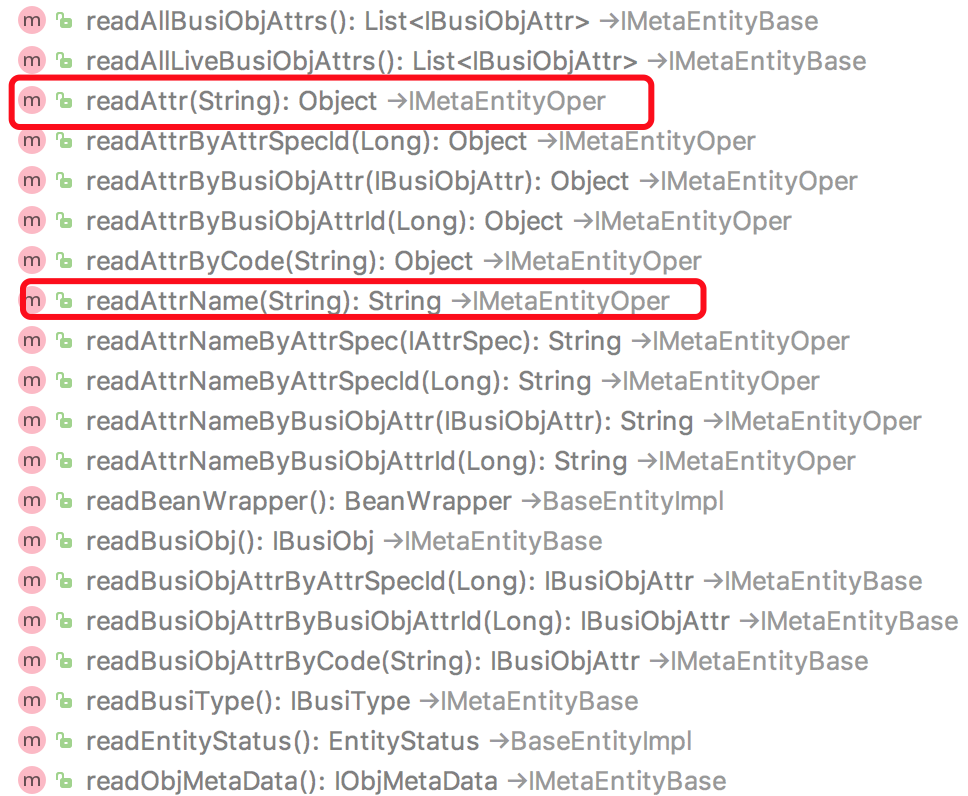 m readAllBusiObjAttrs(): List<IBusiObjAttr> →IMetaEntityBase
m readAllLiveBusiObjAttrs(): List<IBusiObjAttr> →IMetaEntityBase
m readAttr(String): Object →IMetaEntityOper
m readAttrByAttrSpecId(Long): Object →IMetaEntityOper
m readAttrByBusiObjAttr(IBusiObjAttr): Object →IMetaEntityOper
m readAttrByBusiObjAttrId(Long): Object →IMetaEntityOper
m readAttrByCode(String): Object →IMetaEntityOper
m readAttrName(String): String →IMetaEntityOper
m readAttrNameByAttrSpec(IAttrSpec): String →IMetaEntityOper
m readAttrNameByAttrSpecId(Long): String →IMetaEntityOper
m readAttrNameByBusiObjAttr(IBusiObjAttr): String →IMetaEntityOper
m readAttrNameByBusiObjAttrId(Long): String →IMetaEntityOper
m readBeanWrapper(): BeanWrapper →BaseEntityImpl
m readBusiObj(): IBusiObj →IMetaEntityBase
m readBusiObjAttrByAttrSpecId(Long): IBusiObjAttr →IMetaEntityBase
m readBusiObjAttrByBusiObjAttrId(Long): IBusiObjAttr →IMetaEntityBase
m readBusiObjAttrByCode(String): IBusiObjAttr →IMetaEntityBase
m readBusiType(): IBusiType →IMetaEntityBase
m readEntityStatus(): EntityStatus →BaseEntityImpl
m readObjMetaData(): IObjMetaData →IMetaEntityBase